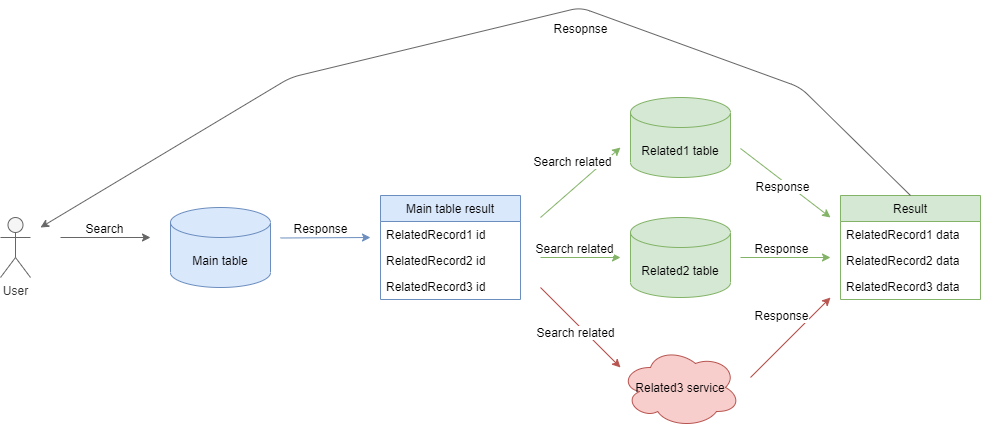 Resopnse
Related1 table
Search related
Response
Main table result
Result
Search
Response
RelatedRecord1 id
RelatedRecord1 data
Main table
RelatedRecord2 id
Search related
Related2 table
Response
RelatedRecord2 data
User
RelatedRecord3 id
RelatedRecord3 data
Search related
Response
Related3 service